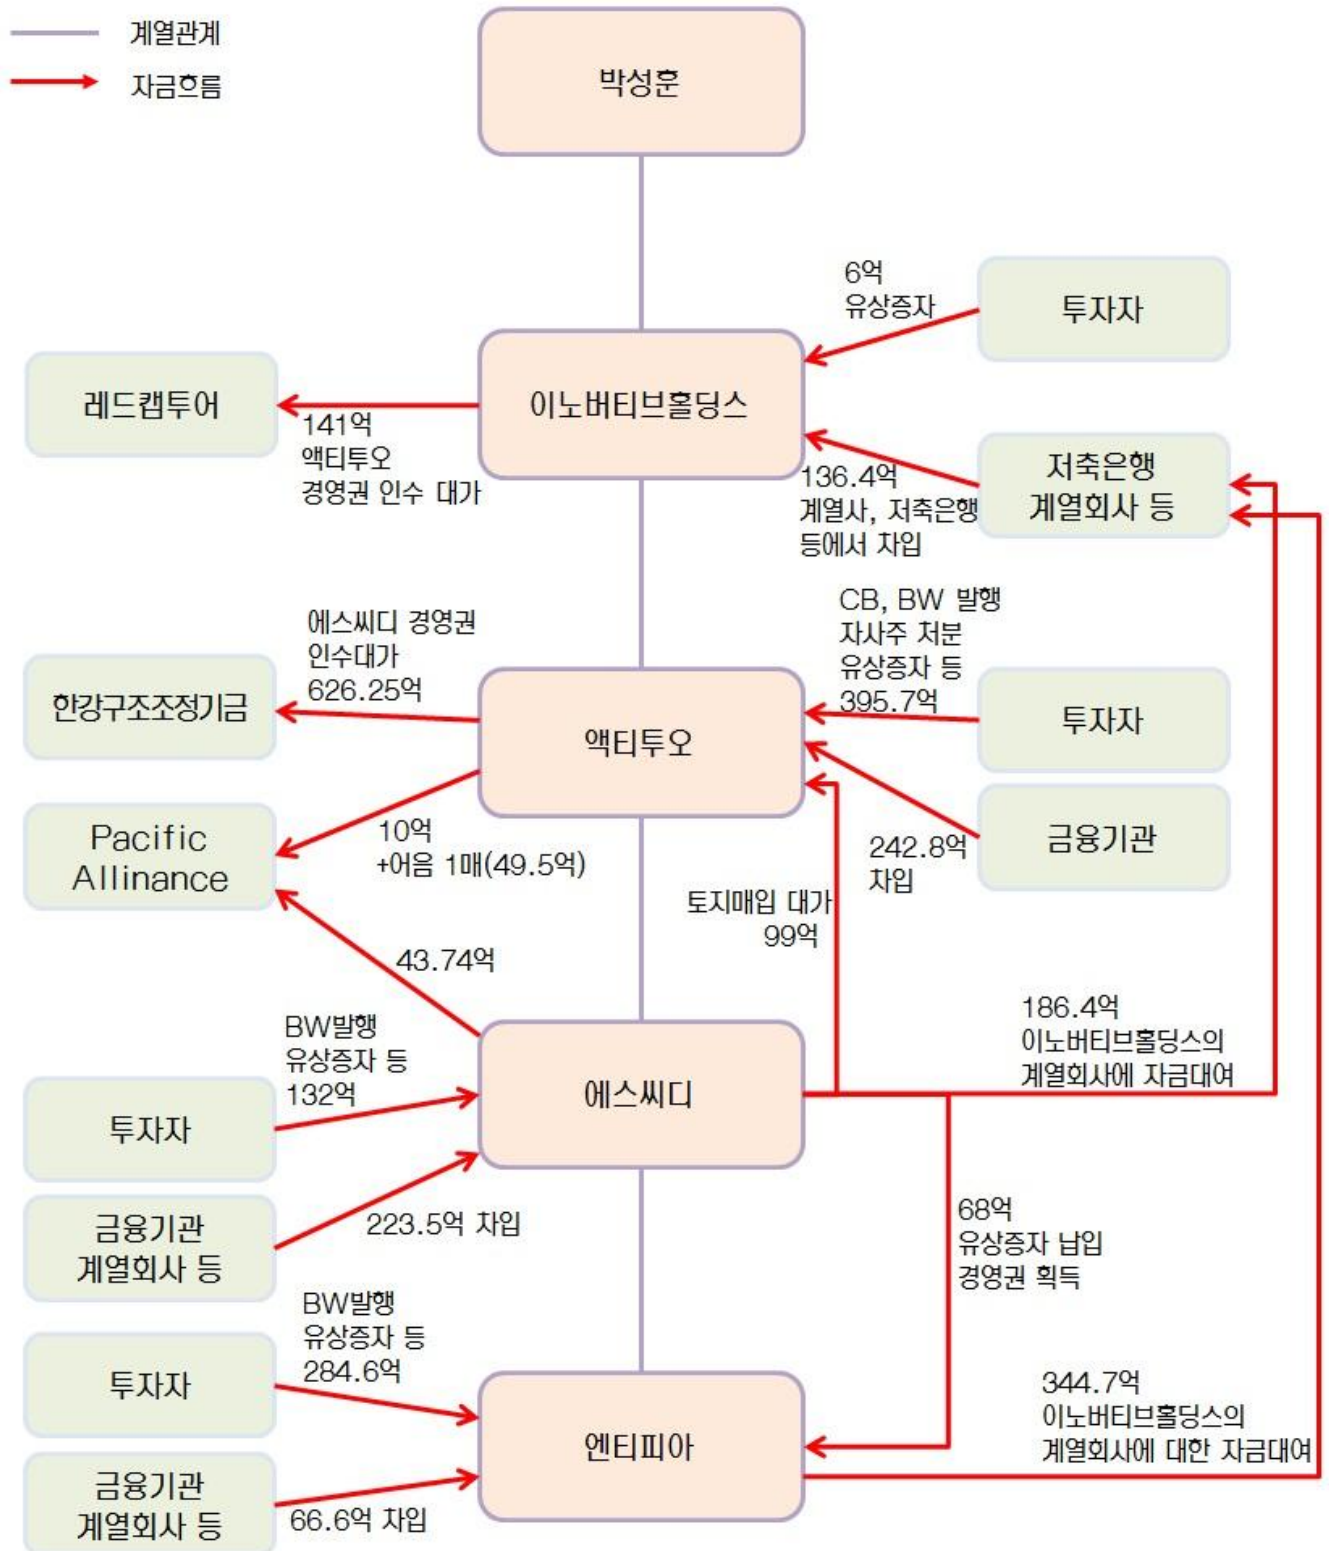 계열관계
자금흐름
박성훈
6억
유상증자
투자자
레드캡투어
이노버티브홀딩스
141억
액티투오
경영권 인수 대가
136.4억
계열사, 저축은행
등에서 차입
저축은행
계열회사 등
에스씨디 경영권
인수대가
626.25억
CB, BW 발행
자사주 처분
유상증자 등
395.7억
한강구조조정기금
액티투오
투자자
Pacific
Allinance
10억
+어음 1매(49.5억)
242.8억
차입
금융기관
토지매입 대가
99억
43.74억
BW발행
유상증자 등
132억
186.4억
이노버티브홀딩스의
계열회사에 자금대여
투자자
에스씨디
금융기관
계열회사 등
223.5억 차입
68억
유상증자 납입
경영권 획득
BW발행
유상증자 등
284.6억
투자자
엔티피아
344.7억
이노버티브홀딩스의
계열회사에 대한 자금대여
금융기관
계열회사 등
66.6억 차입